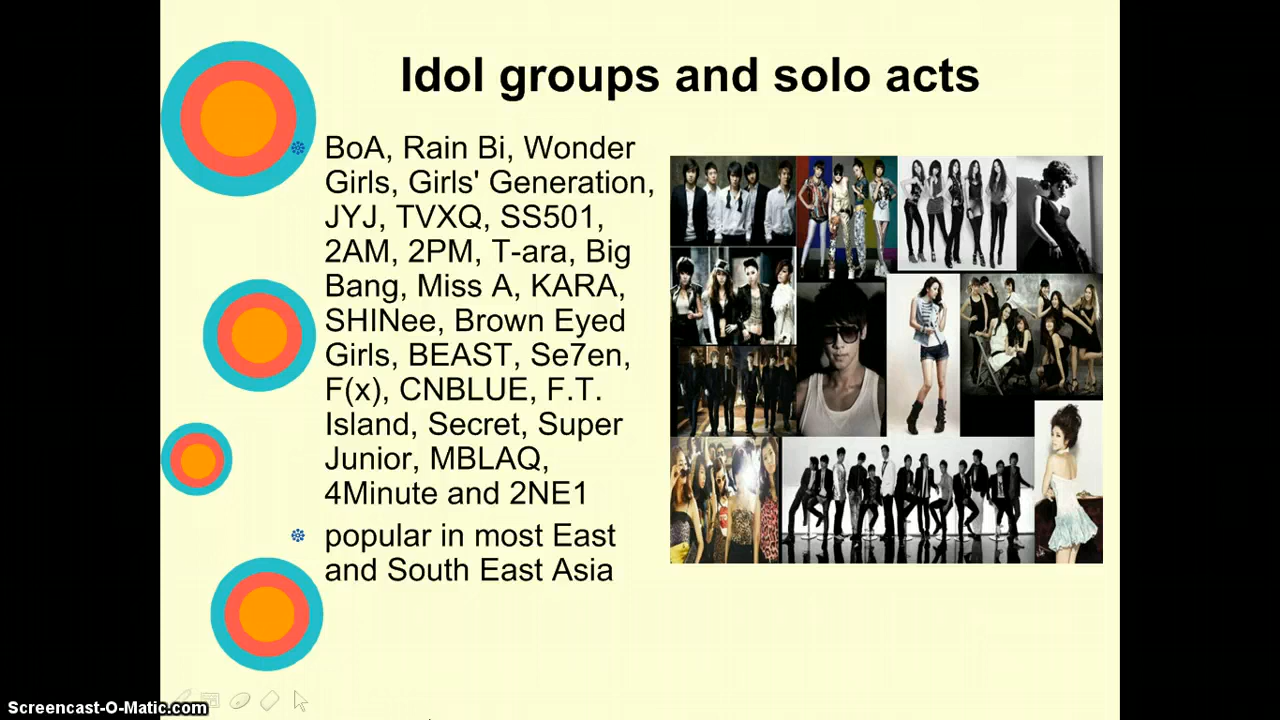 Idol groups and solo acts
BoA, Rain Bi, Wonder
Girls, Girls' Generation,
JYJ, TVXQ, SS501,
2AM, 2PM, T-ara, Big
Bang, Miss A, KARA,
SHINee, Brown Eyed
Girls, BEAST, Se7en,
F(x), CNBLUE, F.T.
Island, Secret, Super
Junior, MBLAQ,
4Minute and 2NE1
popular in most East
and South East Asia
Screencast-O-Matic.com